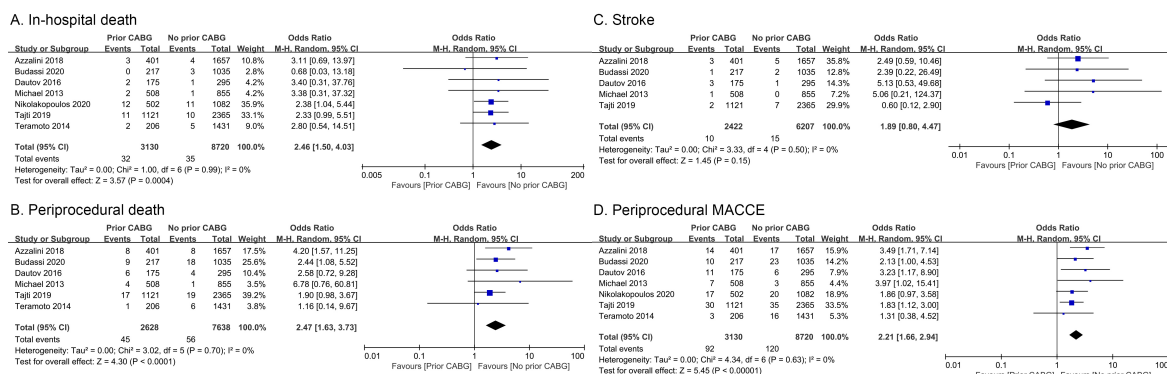 A. In-hospital death
Prior CABG No prior CABG Odds Ratio Odds Ratio
Study or Subgroup Events Total Events Total Weight M-H. Random. 95% CI M-H. Random. 95% CI
Azzalini 2018 3 401 4 1657 10.8% 3.11 [0.69, 13.97]
Budassi 2020 0 217 3 1035 2.8% 0.68 [0.03, 13.18]
Dautov 2016 2 175 1 295 4.2% 3.40 [0.31, 37.76]
Michael 2013 2 508 1 855 4.2% 3.38 [0.31, 37.32]
Nikolakopoulos 2020 12 502 11 1082 35.9% 2.38 [1.04, 5.44]
Tajti 2019 11 1121 10 2365 33.0% 2.33 [0.99, 5.51]
Teramoto 2014 2 206 5 1431 9.0% 2.80 [0.54, 14.51]
Total (95% CI) 3130 8720 100.0% 2.46 [1.50, 4.03]
Total events 32 35
Heterogeneity: Tau² = 0.00; Chi² = 1.00, df = 6 (P = 0.99); I² = 0%
Test for overall effect: Z = 3.57 (P = 0.0004)
0.005 0.1 1 10 200
Favours [Prior CABG] Favours [No prior CABG]
B. Periprocedural death
Prior CABG No prior CABG Odds Ratio Odds Ratio
Study or Subgroup Events Total Events Total Weight M-H. Random. 95% CI M-H. Random. 95% CI
Azzalini 2018 8 401 8 1657 17.5% 4.20 [1.57, 11.25]
Budassi 2020 9 217 18 1035 25.6% 2.44 [1.08, 5.52]
Dautov 2016 6 175 4 295 10.4% 2.58 [0.72, 9.28]
Michael 2013 4 508 1 855 3.5% 6.78 [0.76, 60.81]
Tajti 2019 17 1121 19 2365 39.2% 1.90 [0.98, 3.67]
Teramoto 2014 1 206 6 1431 3.8% 1.16 [0.14, 9.67]
Total (95% CI) 2628 7638 100.0% 2.47 [1.63, 3.73]
Total events 45 56
Heterogeneity: Tau² = 0.00; Chi² = 3.02, df = 5 (P = 0.70); I² = 0%
Test for overall effect: Z = 4.30 (P < 0.0001)
0.01 0.1 1 10 100
Favours [Prior CABG] Favours [No prior CABG]
C. Stroke
Prior CABG No prior CABG Odds Ratio Odds Ratio
Study or Subgroup Events Total Events Total Weight M-H. Random. 95% CI M-H. Random. 95% CI
Azzalini 2018 3 401 5 1657 35.8% 2.49 [0.59, 10.46]
Budassi 2020 1 217 2 1035 12.8% 2.39 [0.22, 26.49]
Dautov 2016 3 175 1 295 14.3% 5.13 [0.53, 49.68]
Michael 2013 1 508 0 855 7.2% 5.06 [0.21, 124.37]
Tajti 2019 2 1121 7 2365 29.9% 0.60 [0.12, 2.90]
Total (95% CI) 2422 6207 100.0% 1.89 [0.80, 4.47]
Total events 10 15
Heterogeneity: Tau² = 0.00; Chi² = 3.33, df = 4 (P = 0.50); I² = 0%
Test for overall effect: Z = 1.45 (P = 0.15)
0.01 0.1 1 10 100
Favours [Prior CABG] Favours [No prior CABG]
D. Periprocedural MACCE
Prior CABG No prior CABG Odds Ratio Odds Ratio
Study or Subgroup Events Total Events Total Weight M-H. Random. 95% CI M-H. Random. 95% CI
Azzalini 2018 14 401 17 1657 15.9% 3.49 [1.71, 7.14]
Budassi 2020 10 217 23 1035 14.3% 2.13 [1.00, 4.53]
Dautov 2016 11 175 6 295 7.9% 3.23 [1.17, 8.90]
Michael 2013 7 508 3 855 4.4% 3.97 [1.02, 15.41]
Nikolakopoulos 2020 17 502 20 1082 18.7% 1.86 [0.97, 3.58]
Tajti 2019 30 1121 35 2365 33.5% 1.83 [1.12, 3.00]
Teramoto 2014 3 206 16 1431 5.2% 1.31 [0.38, 4.52]
Total (95% CI) 3130 8720 100.0% 2.21 [1.66, 2.94]
Total events 92 120
Heterogeneity: Tau² = 0.00; Chi² = 4.34, df = 6 (P = 0.63); I² = 0%
Test for overall effect: Z = 5.45 (P < 0.00001)
0.01 0.1 1 10 100
Favours [Prior CABG] Favours [No prior CABG]